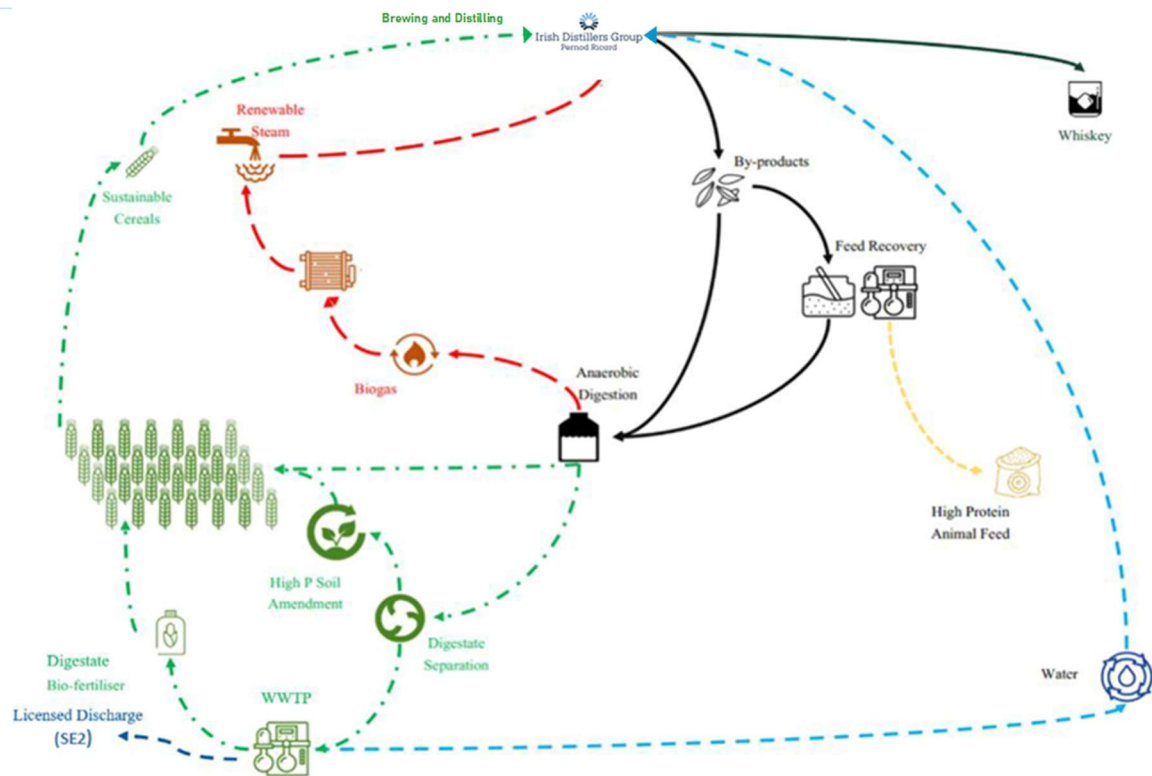 Brewing and Distilling
Irish Distillers Group
Pernod Ricard
Whiskey
Renewable
Steam
By-products
Sustainable
Cereals
Feed Recovery
Anaerobic
Digestion
Biogas
High Protein
Animal Feed
High P Soil
Amendment
Digestate
Separation
Water
Digestate
Bio-fertiliser
WWTP
Licensed Discharge
(SE2)